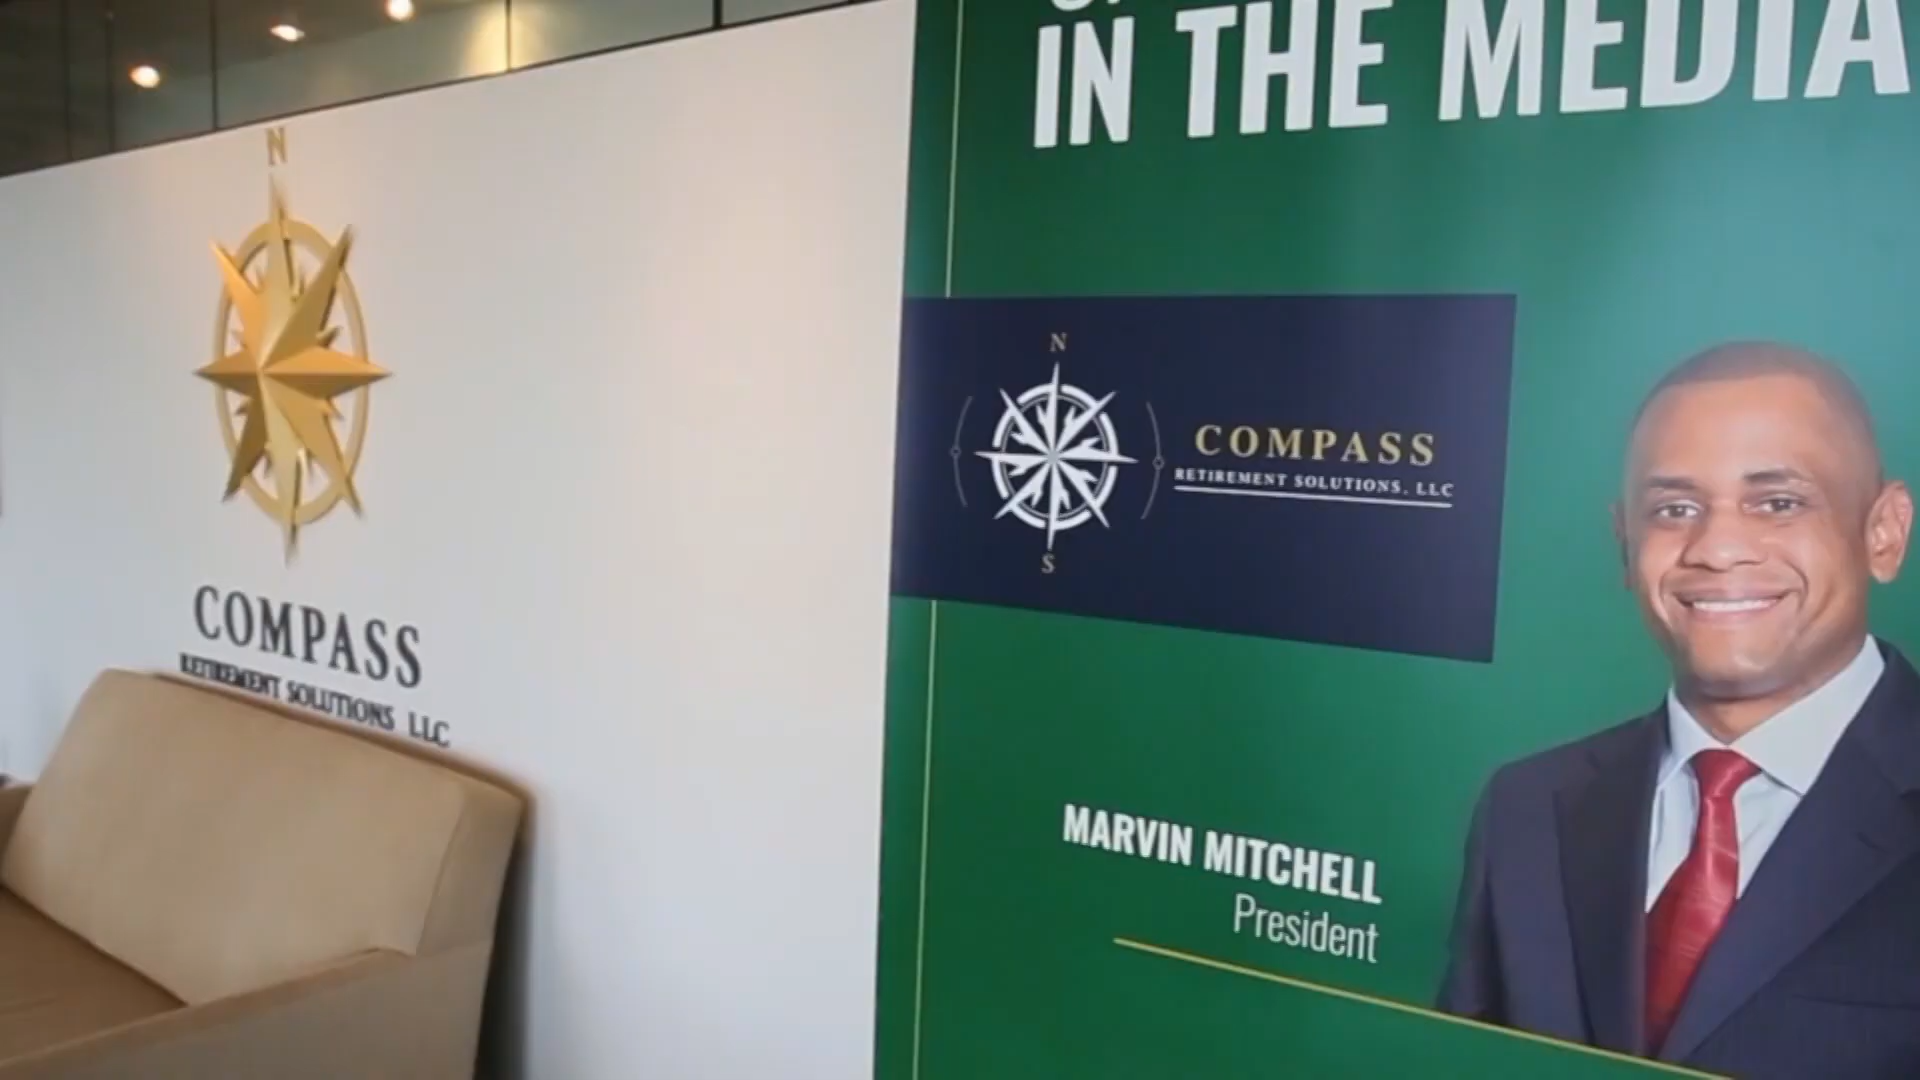 N
COMPASS
RETIREMENT SOLUTIONS, LLC
IN THE MEDIA
N
COMPASS
RETIREMENT SOLUTIONS, LLC
S
MARVIN MITCHELL
President